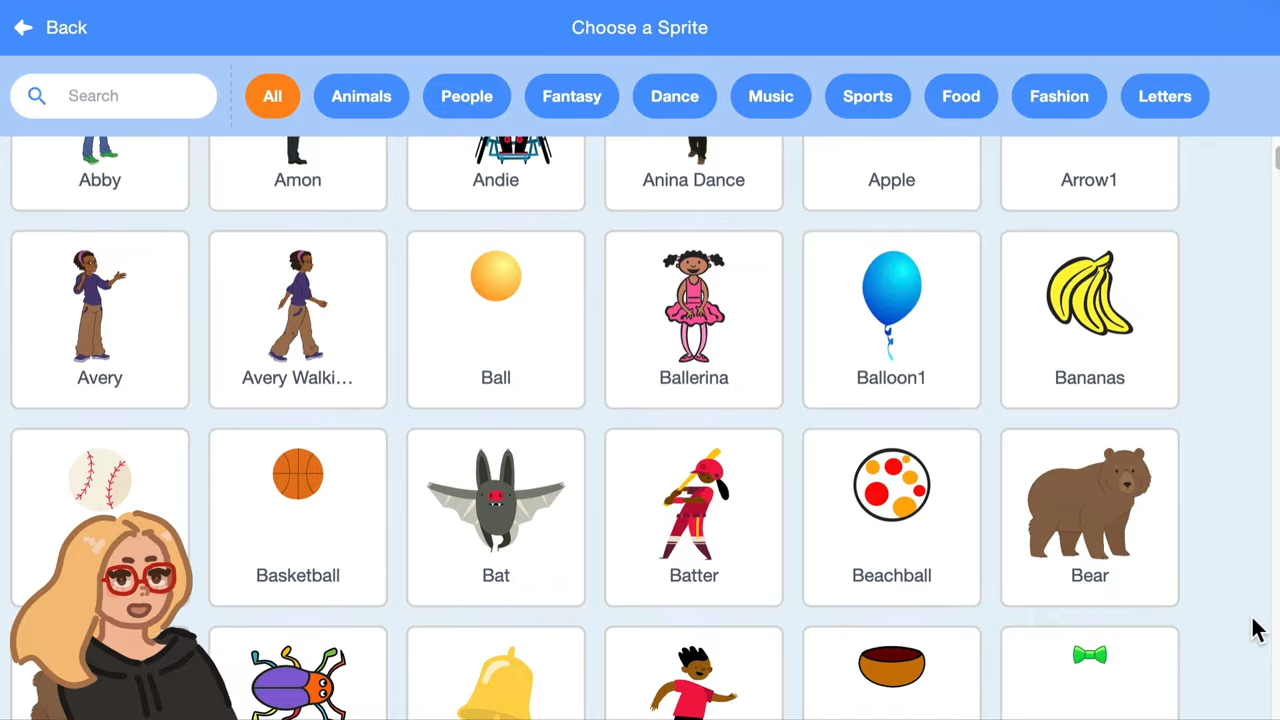 Back
Choose a Sprite
Search
All
Animals
People
Fantasy
Dance
Music
Sports
Food
Fashion
Letters
Abby
Amon
Andie
Anina Dance
Apple
Arrow1
Avery
Avery Walki...
Ball
Ballerina
Balloon1
Bananas
Basketball
Bat
Batter
Beachball
Bear